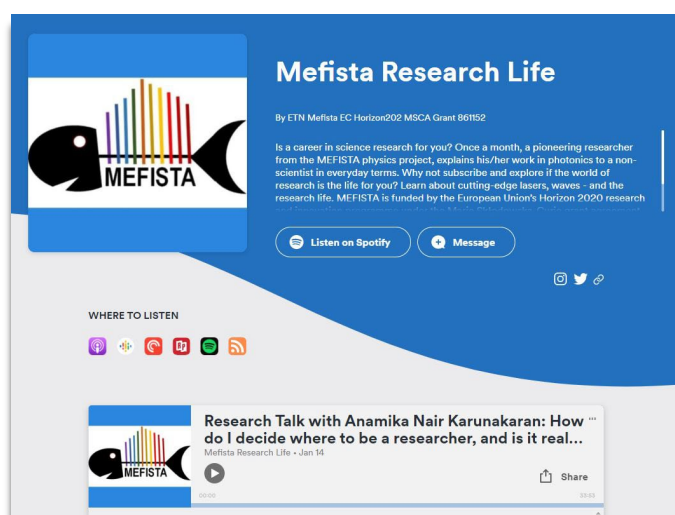 MEFISTA
Mefista Research Life
By ETN Mefista EC Horizon202 MSCA Grant 861152
Is a career in science research for you? Once a month, a pioneering researcher
from the MEFISTA physics project, explains his/her work in photonics to a non-
scientist in everyday terms. Why not subscribe and explore if the world of
research is the life for you? Learn about cutting-edge lasers, waves - and the
research life. MEFISTA is funded by the European Union's Horizon 2020 research
Listen on Spotify
Message
WHERE TO LISTEN
MEFISTA
Research Talk with Anamika Nair Karunakaran: How
do I decide where to be a researcher, and is it real...
Mefista Research Life • Jan 14
Share
00:00